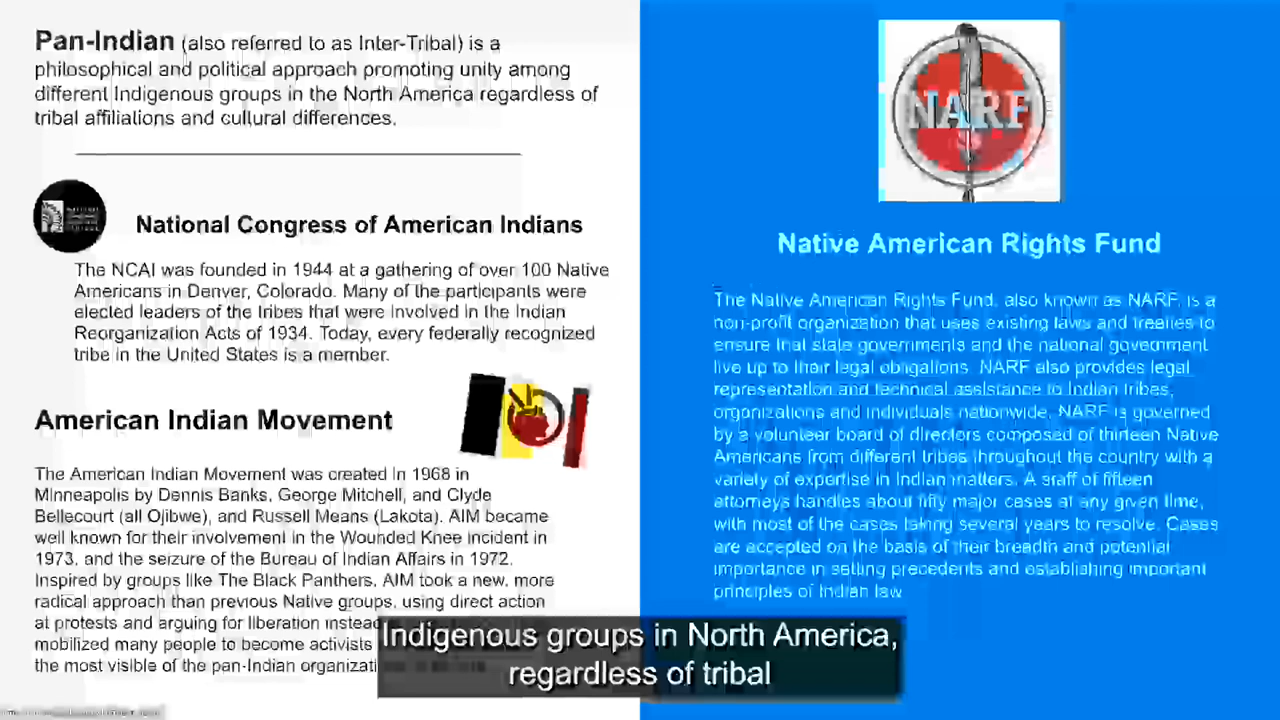 Pan-Indian (also referred to as Inter-Tribal) is a
philosophical and political approach promoting unity among
different Indigenous groups in the North America regardless of
tribal affiliations and cultural differences.
National Congress of American Indians
The NCAI was founded in 1944 at a gathering of over 100 Native
Americans in Denver, Colorado. Many of the participants were
elected leaders of the tribes that were involved in the Indian
Reorganization Acts of 1934. Today, every federally recognized
tribe in the United States is a member.
American Indian Movement
The American Indian Movement was created in 1968 in
Minneapolis by Dennis Banks, George Mitchell, and Clyde
Bellecourt (all Ojibwe), and Russell Means (Lakota). AIM became
well known for their involvement in the Wounded Knee incident in
1973, and the seizure of the Bureau of Indian Affairs in 1972.
Inspired by groups like The Black Panthers, AIM took a new, more
radical approach than previous Native groups, using direct action
at protests and arguing for liberation
mobilized many people to become activists
the most visible of the pan-Indian
NARF
Native American Rights Fund
The Native American Rights Fund, also known as NARF, is a
non-profit organization that uses existing laws and treaties to
ensure that state governments and the national government
live up to their legal obligations. NARF also provides legal
representation and technical assistance to Indian tribes,
organizations and individuals nationwide. NARF is governed
by a volunteer board of directors composed of thirteen Native
Americans from different tribes throughout the country with a
variety of expertise in Indian matters. A staff of fifteen
attorneys handles about fifty major cases at any given time,
with most of the cases taking several years to resolve. Cases
are accepted on the basis of their breadth and potential
importance in setting precedents and establishing important
principles of Indian law
Indigenous groups in North America,
regardless of tribal